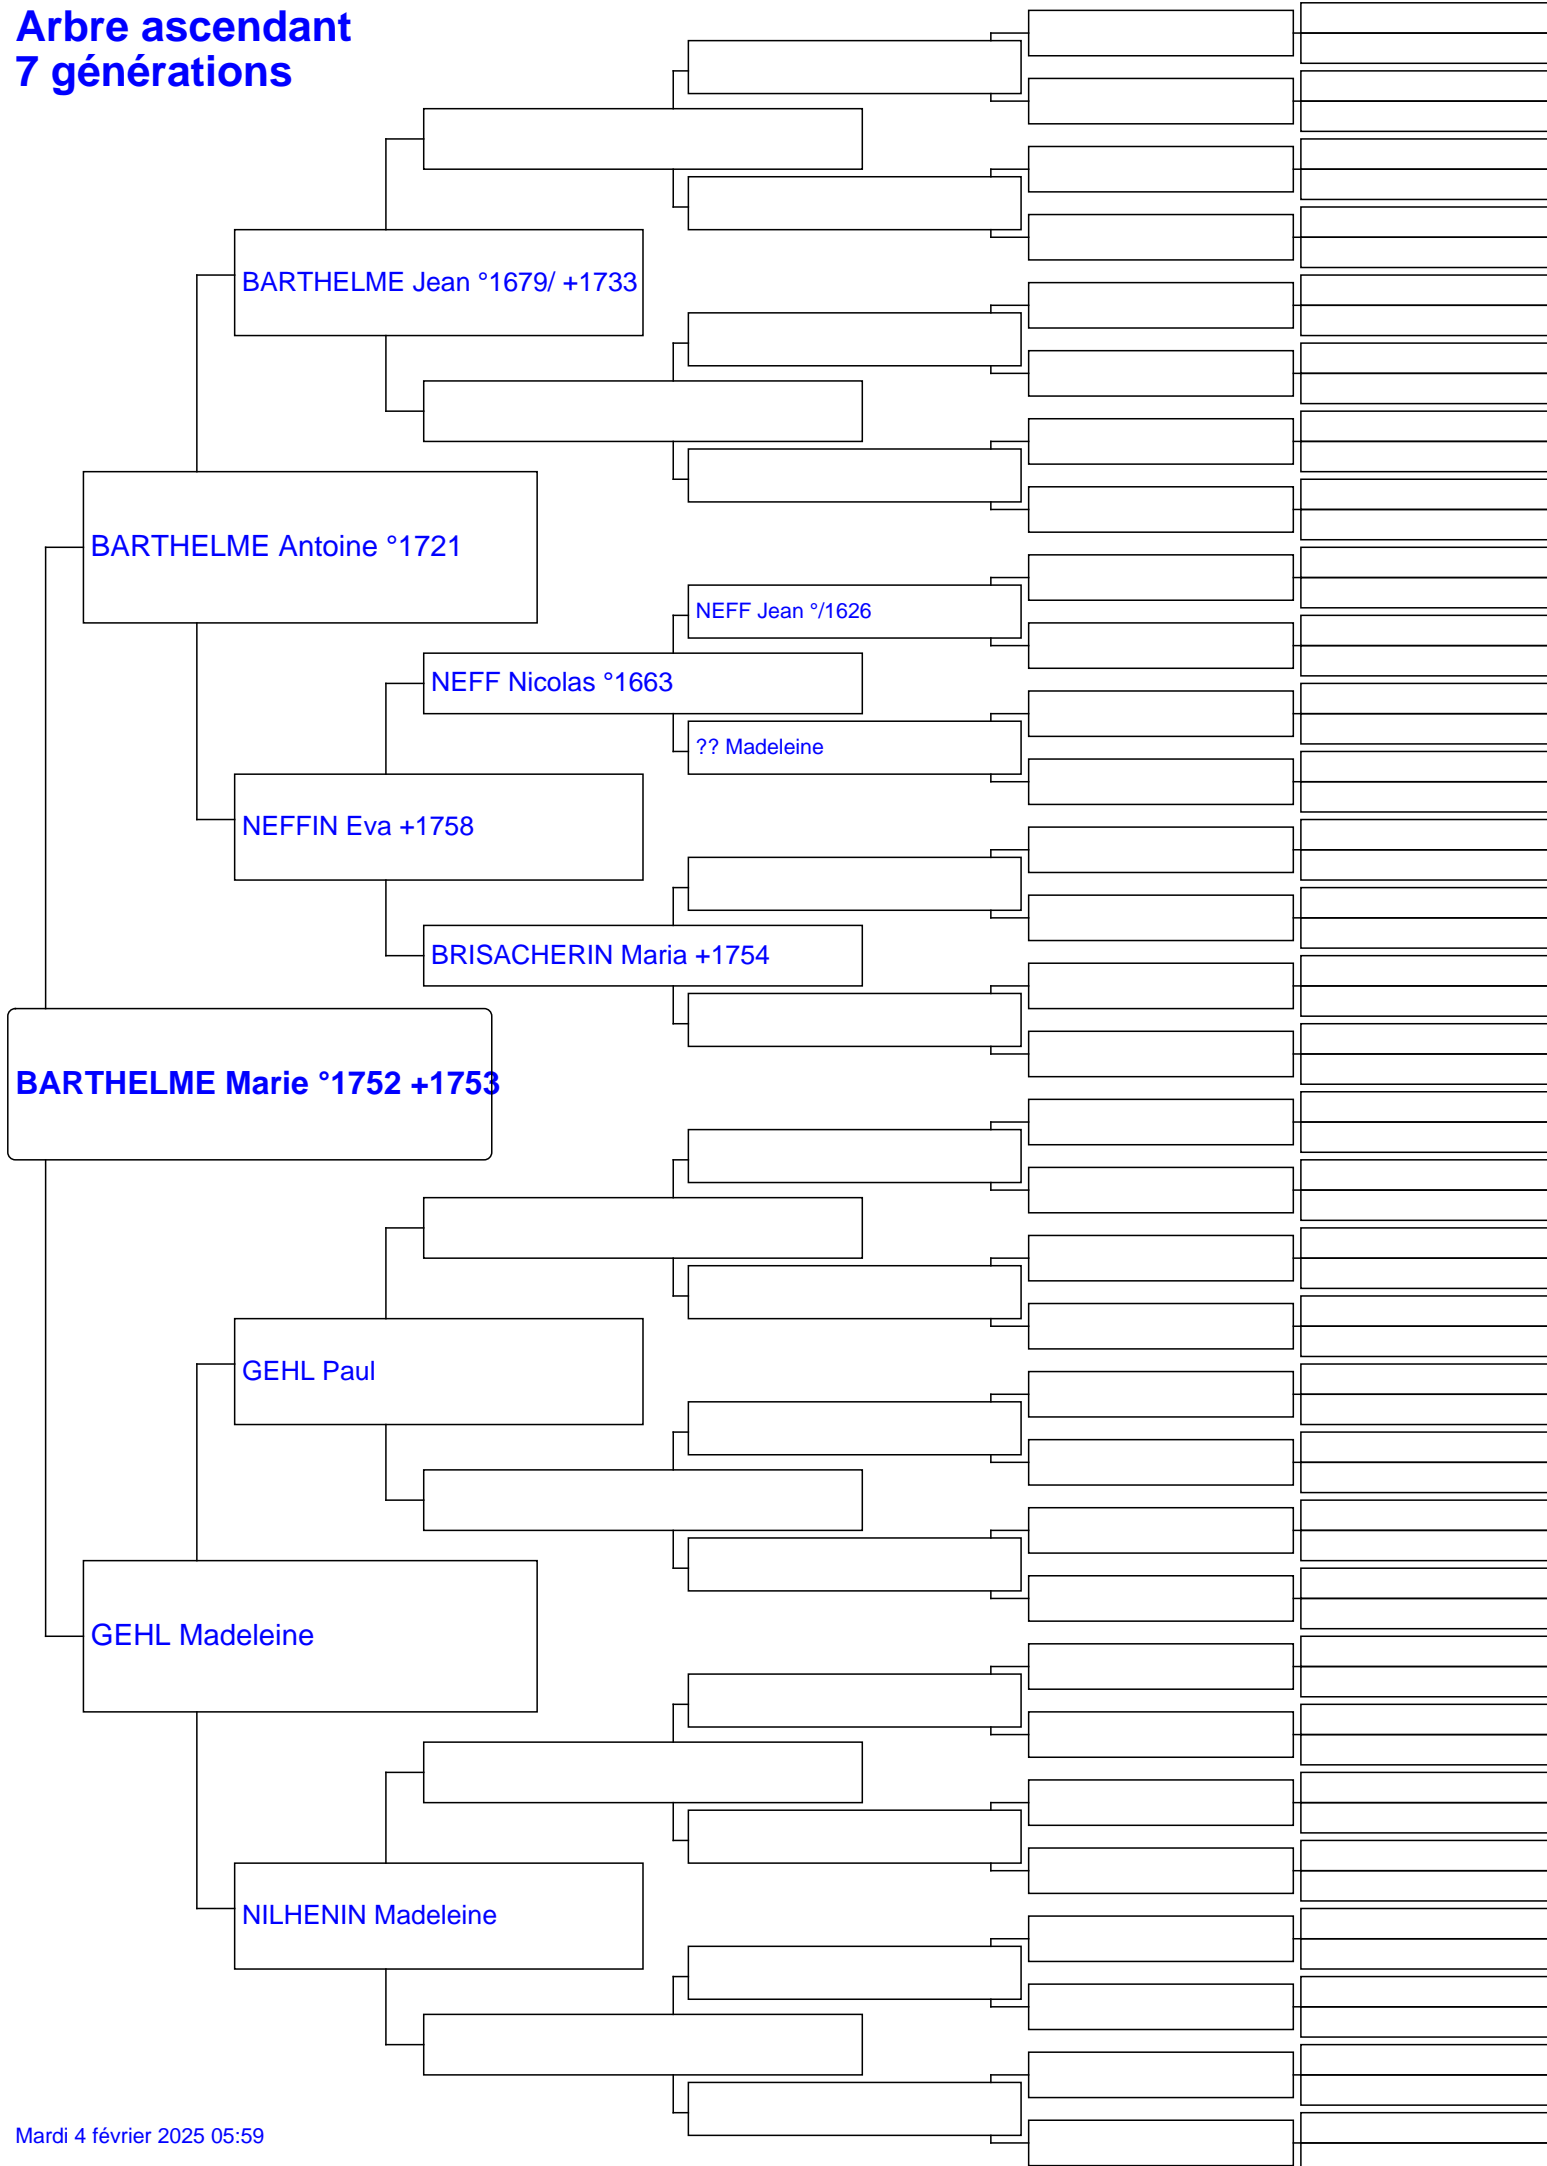 Arbre ascendant
7 générations
BARTHELME Jean °1679/ +1733
BARTHELME Antoine °1721
NEFF Jean °/1626
NEFF Nicolas °1663
?? Madeleine
NEFFIN Eva +1758
BRISACHERIN Maria +1754
BARTHELME Marie °1752 +1753
GEHL Paul
GEHL Madeleine
NILHENIN Madeleine
Mardi 4 février 2025 05:59